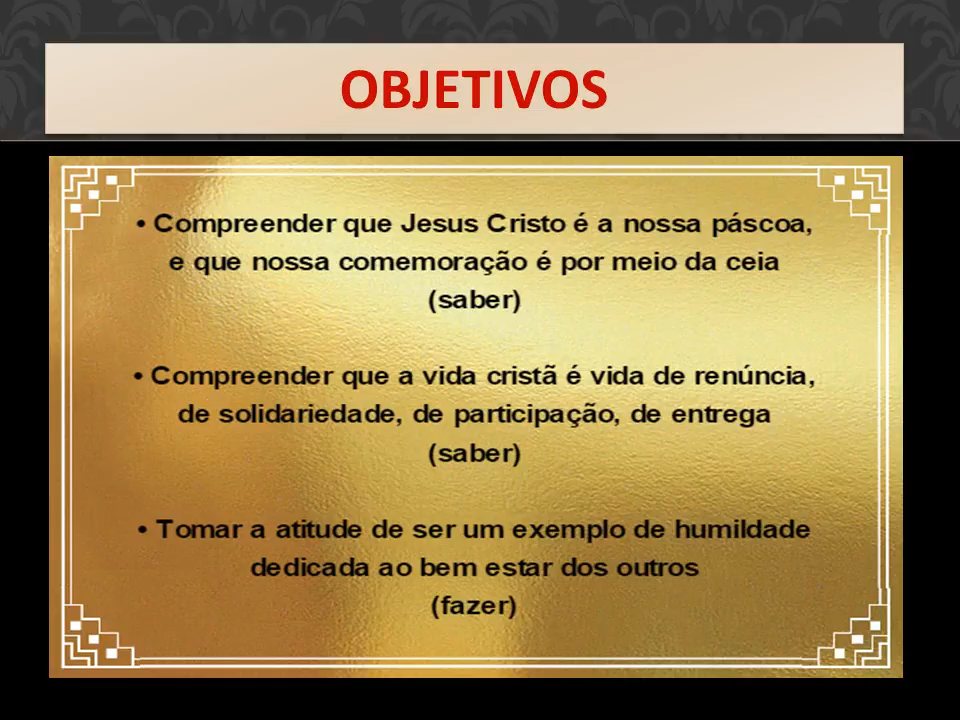 OBJETIVOS
• Compreender que Jesus Cristo é a nossa páscoa,
e que nossa comemoração é por meio da ceia
(saber)
• Compreender que a vida cristã é vida de renúncia,
de solidariedade, de participação, de entrega
(saber)
• Tomar a atitude de ser um exemplo de humildade
dedicada ao bem estar dos outros
(fazer)